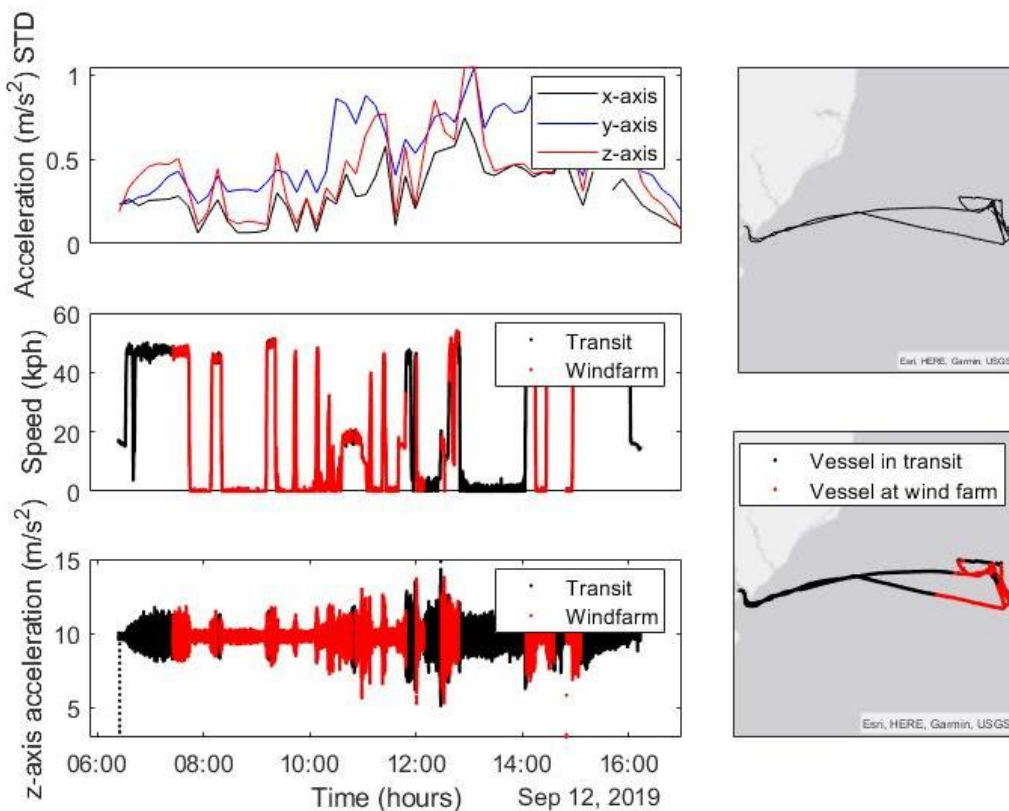 Acceleration (m/s²) STD
1
0.5
0
x-axis
y-axis
z-axis
Esri, HERE, Garmin, USGS
Speed (kph)
60
40
20
0
Transit
Windfarm
Vessel in transit
Vessel at wind farm
Esri, HERE, Garmin, USGS
z-axis acceleration (m/s²)
15
10
5
Transit
Windfarm
06:00 08:00 10:00 12:00 14:00 16:00
Time (hours) Sep 12, 2019